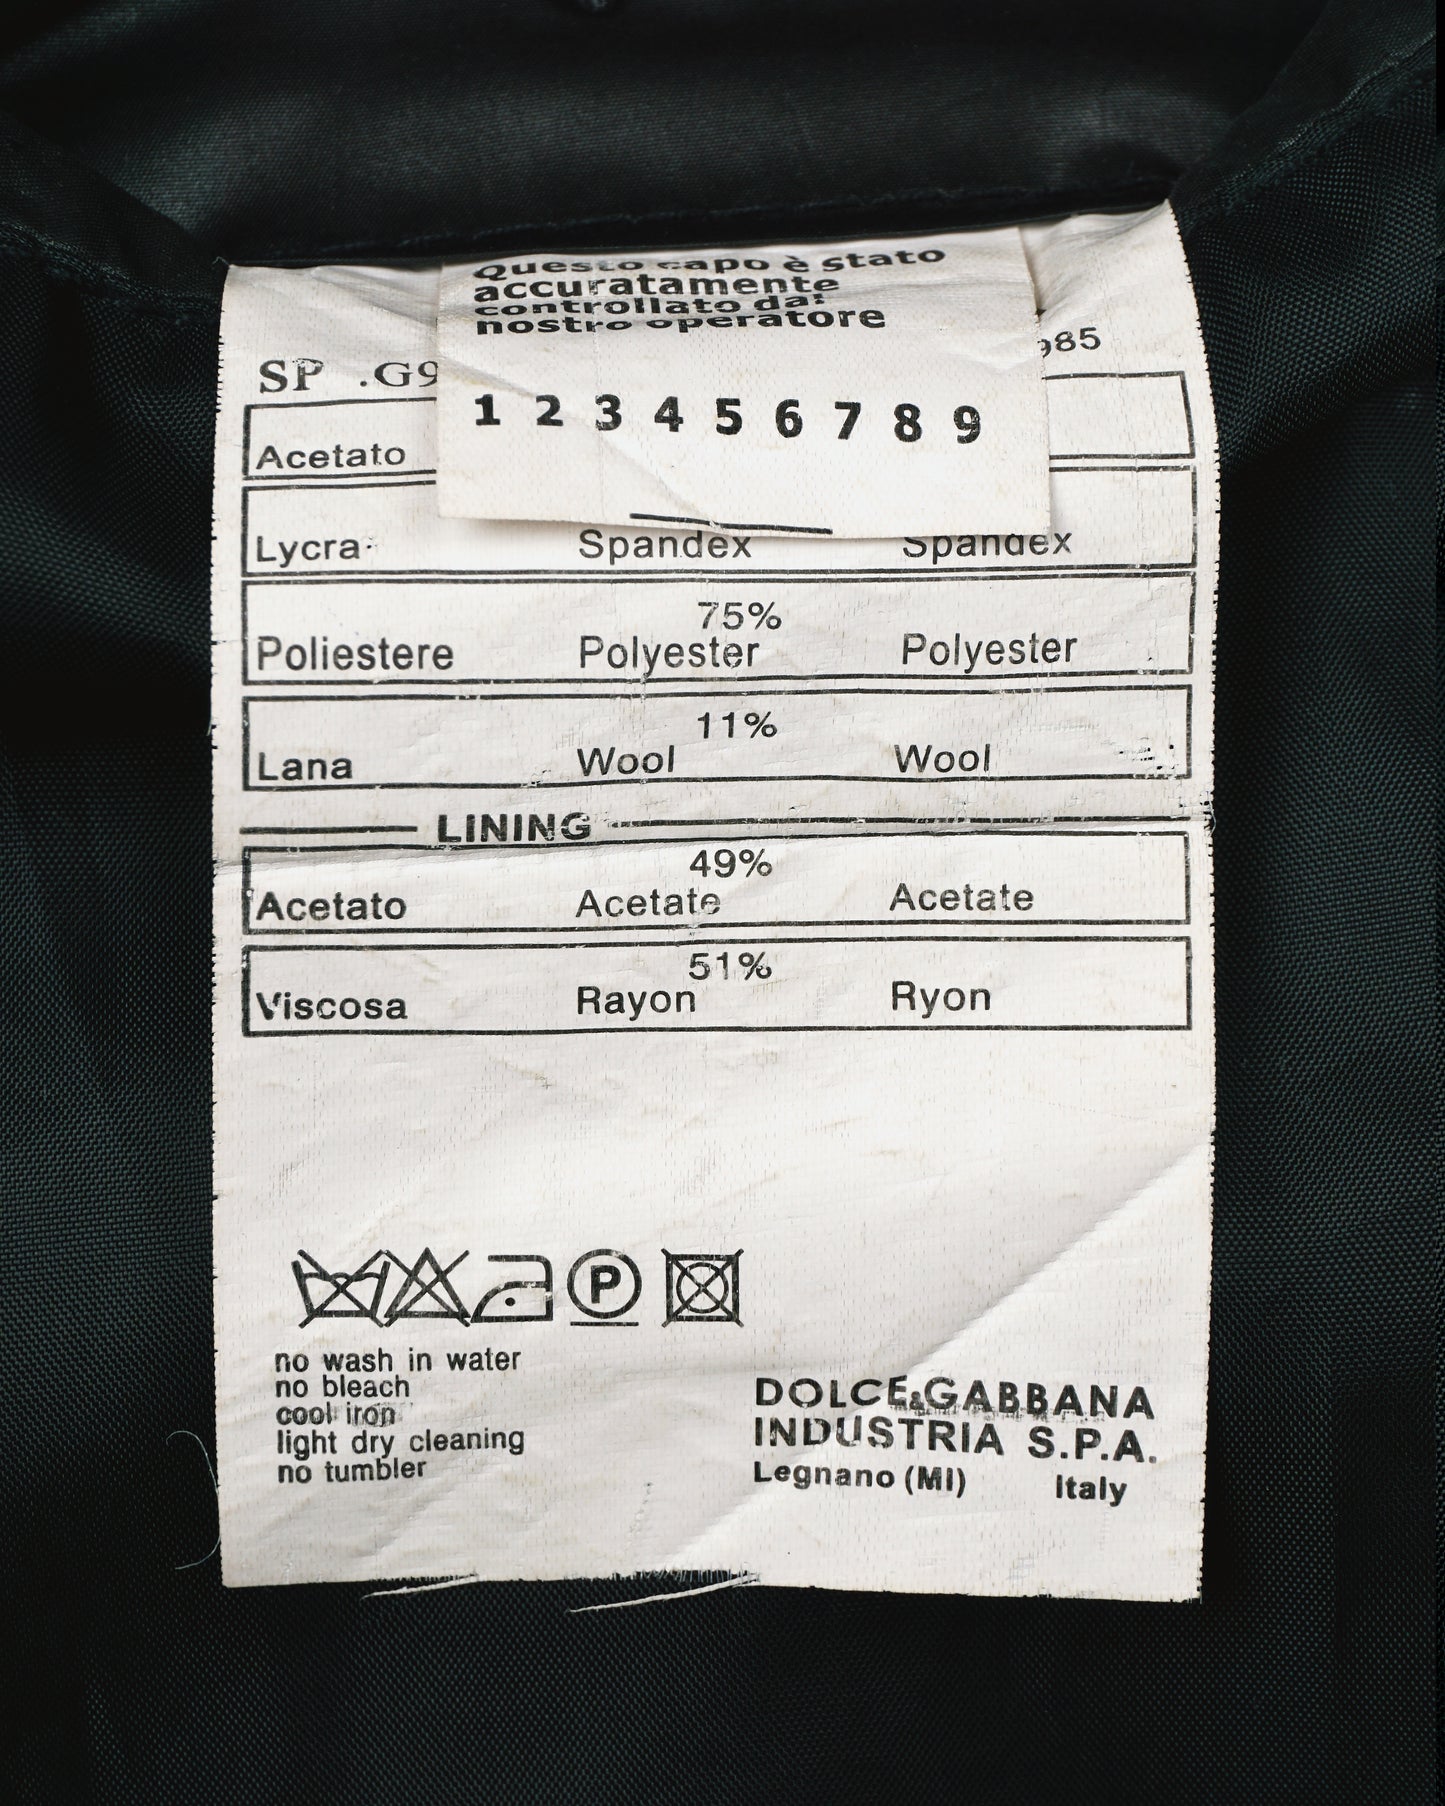 Questo capo è stato
accuratamente
controllato dal
nostro operatore
SP .G9 985
1 2 3 4 5 6 7 8 9
Acetato
Lycra Spandex Spandex
75%
Poliestere Polyester Polyester
11%
Lana Wool Wool
LINING
49%
Acetato Acetate Acetate
51%
Viscosa Rayon Ryon
P
no wash in water
no bleach
cool iron
light dry cleaning
no tumbler
DOLCE&GABBANA
INDUSTRIA S.P.A.
Legnano (MI) Italy